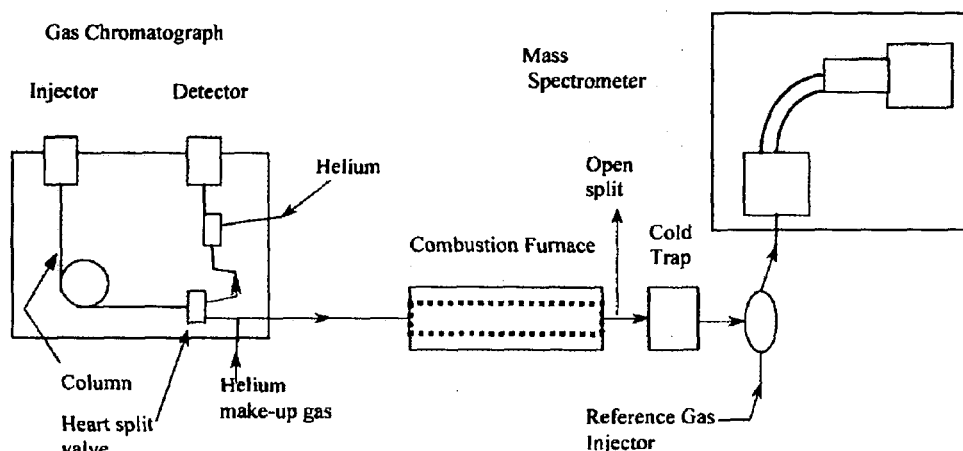 Gas Chromatograph
Mass
Spectrometer
Injector
Detector
Helium
Open
split
Combustion Furnace
Cold
Trap
Column
Heart split
valve
Helium
make-up gas
Reference Gas
Injector